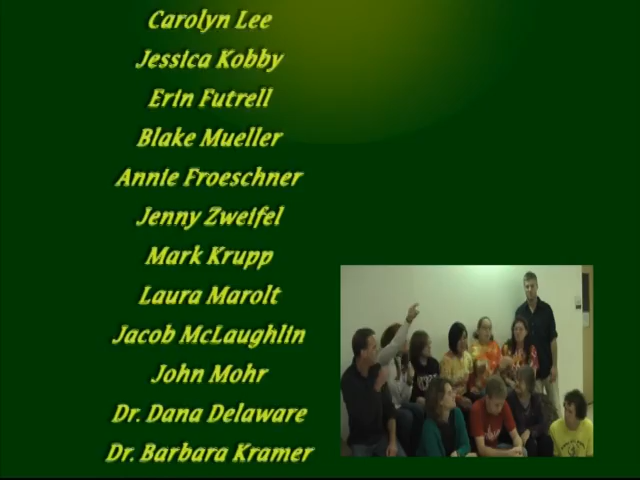 Carolyn Lee
Jessica Kobby
Erin Futrell
Blake Mueller
Annie Froeschner
Jenny Zweifel
Mark Krupp
Laura Marolt
Jacob McLaughlin
John Mohr
Dr. Dana Delaware
Dr. Barbara Kramer